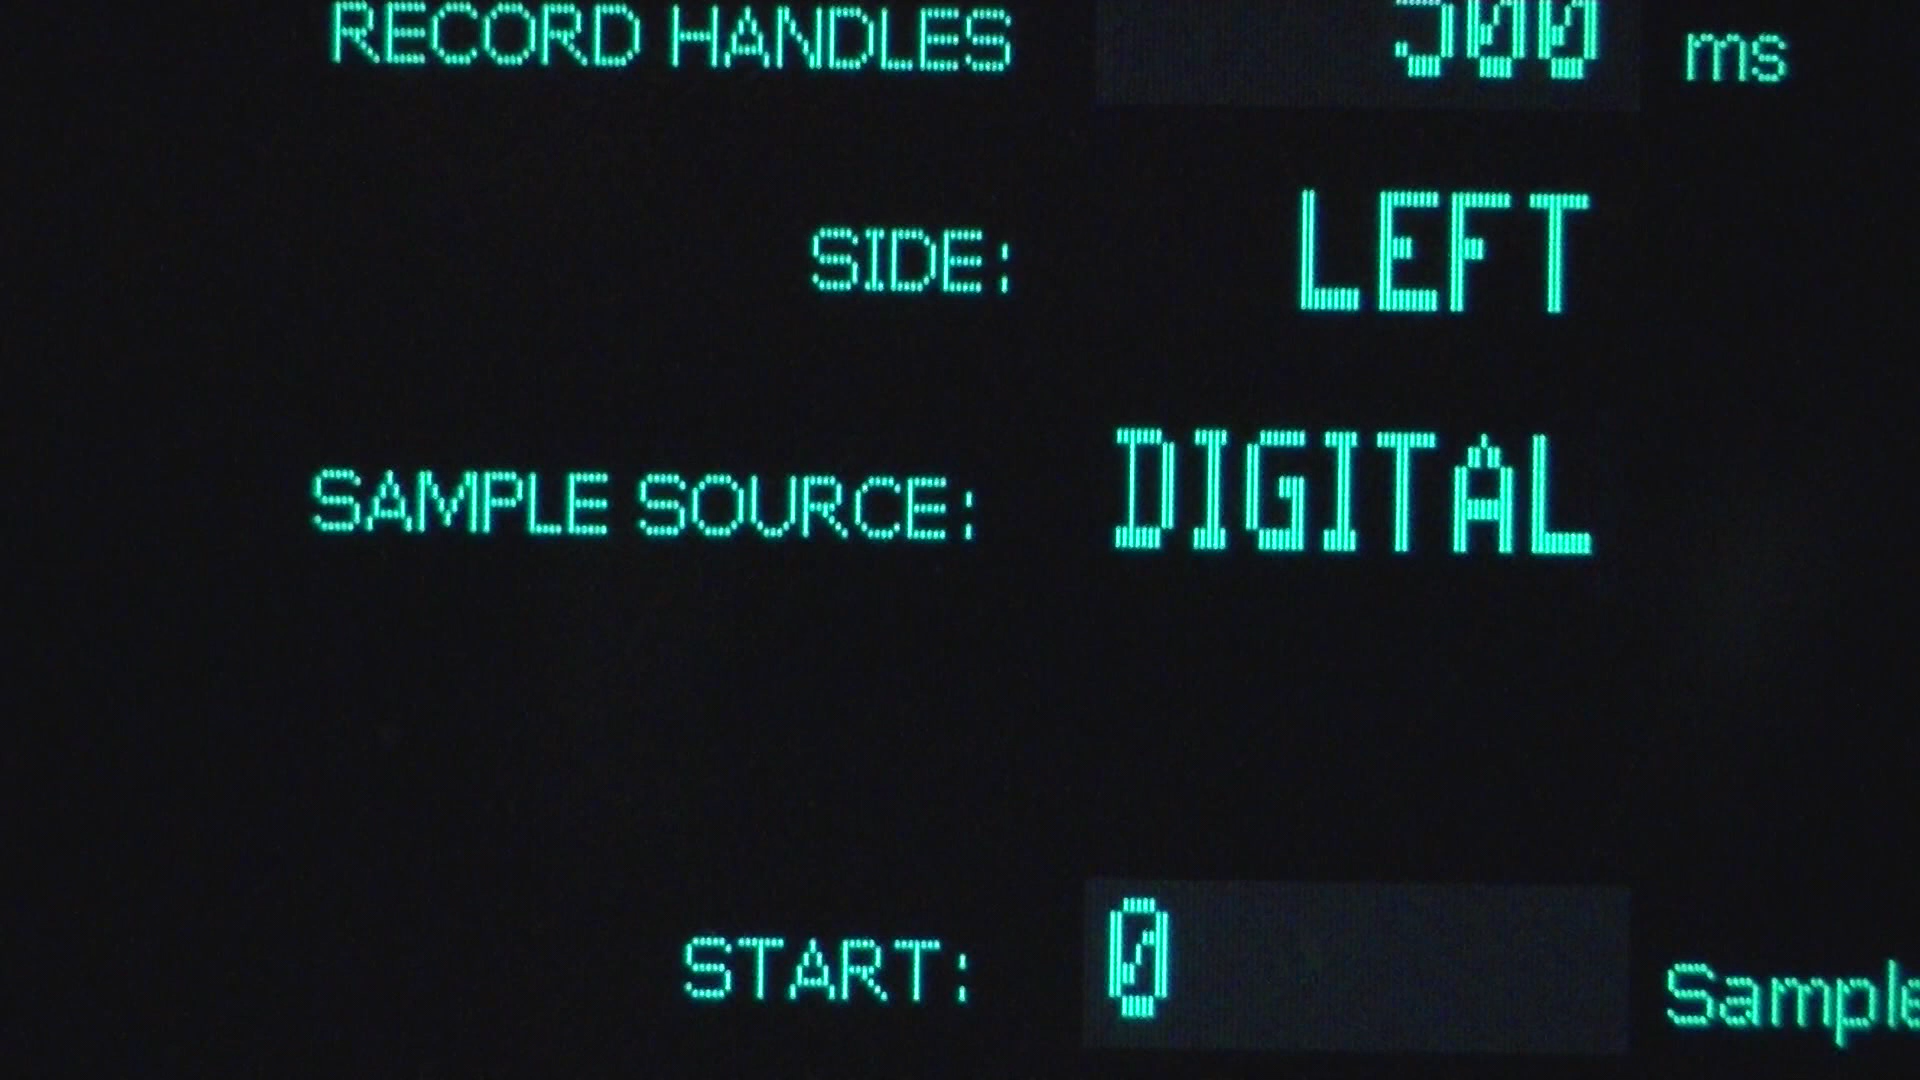 RECORD HANDLES 500 ms
SIDE: LEFT
SAMPLE SOURCE: DIGITAL
START: 0 Sample